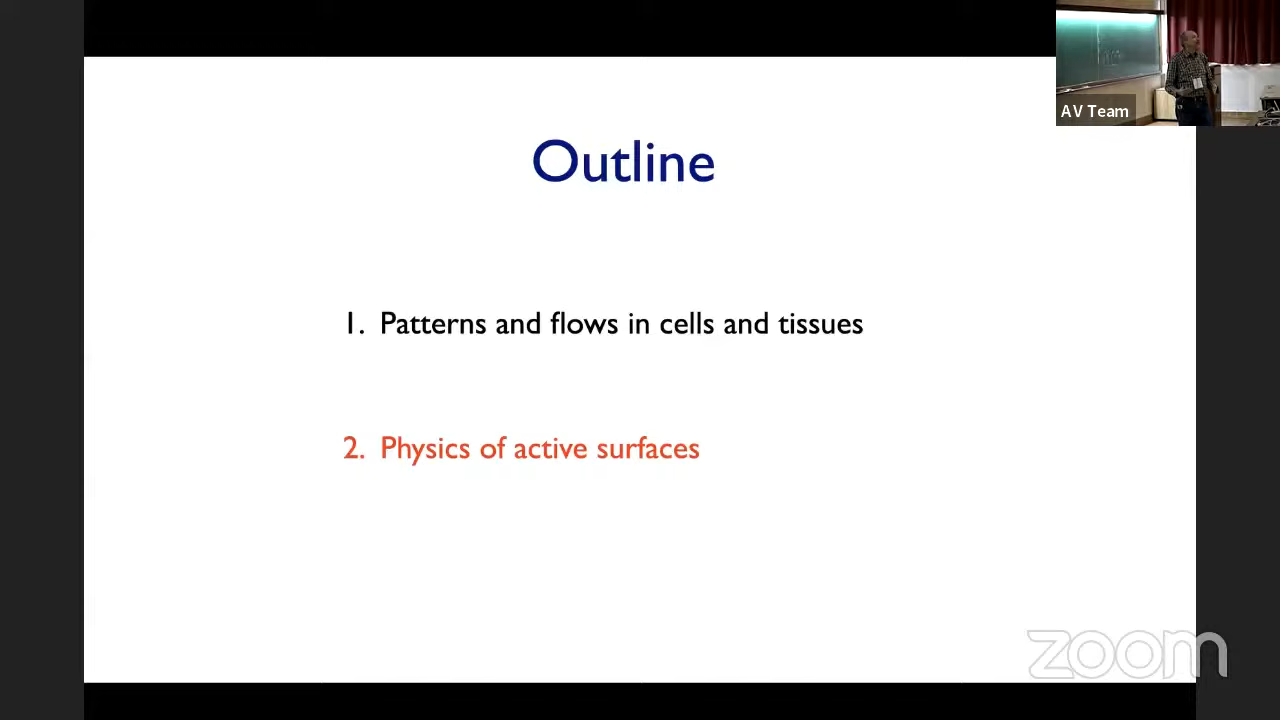 AV Team
Outline
1. Patterns and flows in cells and tissues
2. Physics of active surfaces
zoom